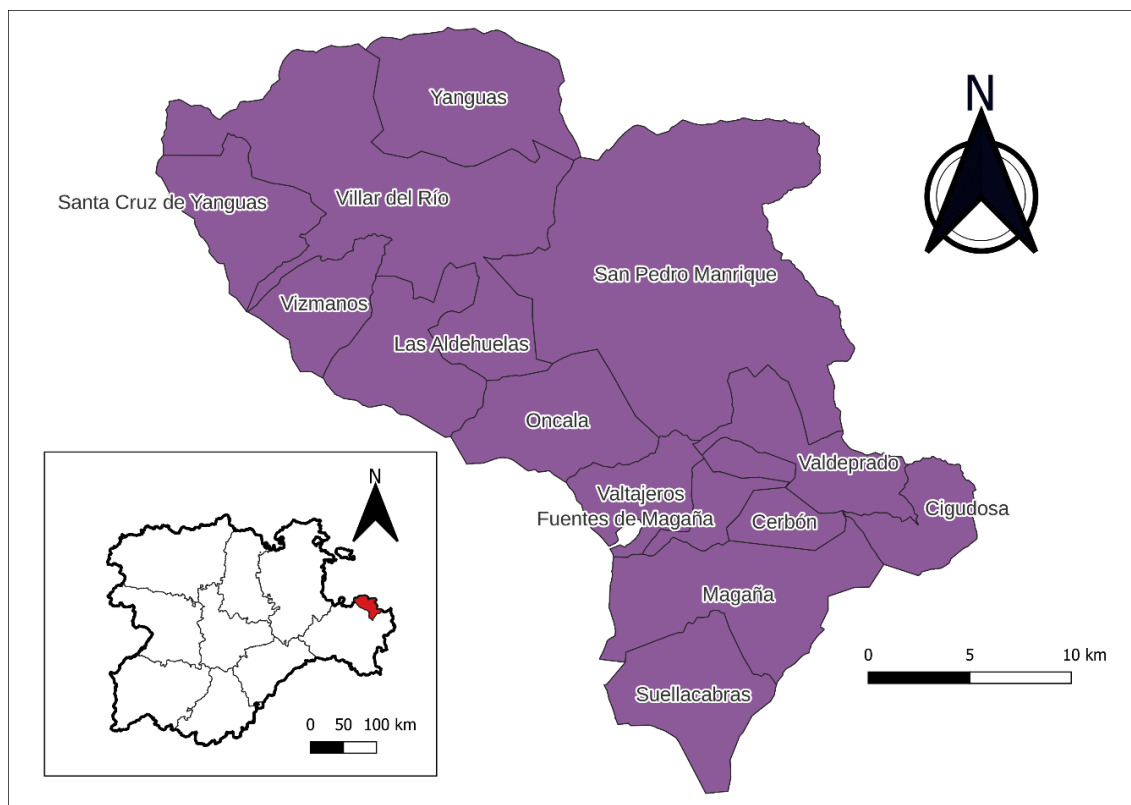 Yanguas
N
Santa Cruz de Yanguas
Villar del Río
San Pedro Manrique
Vizmanos
Las Aldehuelas
Oncala
Valdeprado
Valtajeros
Cigudosa
Fuentes de Magaña
Cerbón
Magaña
Suellacabras
0 5 10 km
N
0 50 100 km